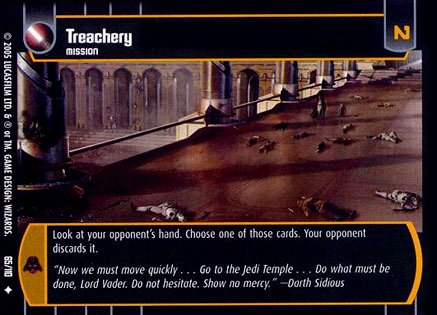 Treachery
MISSION
2
Look at your opponent's hand. Choose one of those cards. Your opponent
discards it.
"Now we must move quickly . . . Go to the Jedi Temple . . . Do what must be
done, Lord Vader. Do not hesitate. Show no mercy." —Darth Sidious
© 2005 LUCASFILM LTD. & ® or TM. GAME DESIGN: WIZARDS.
65/110